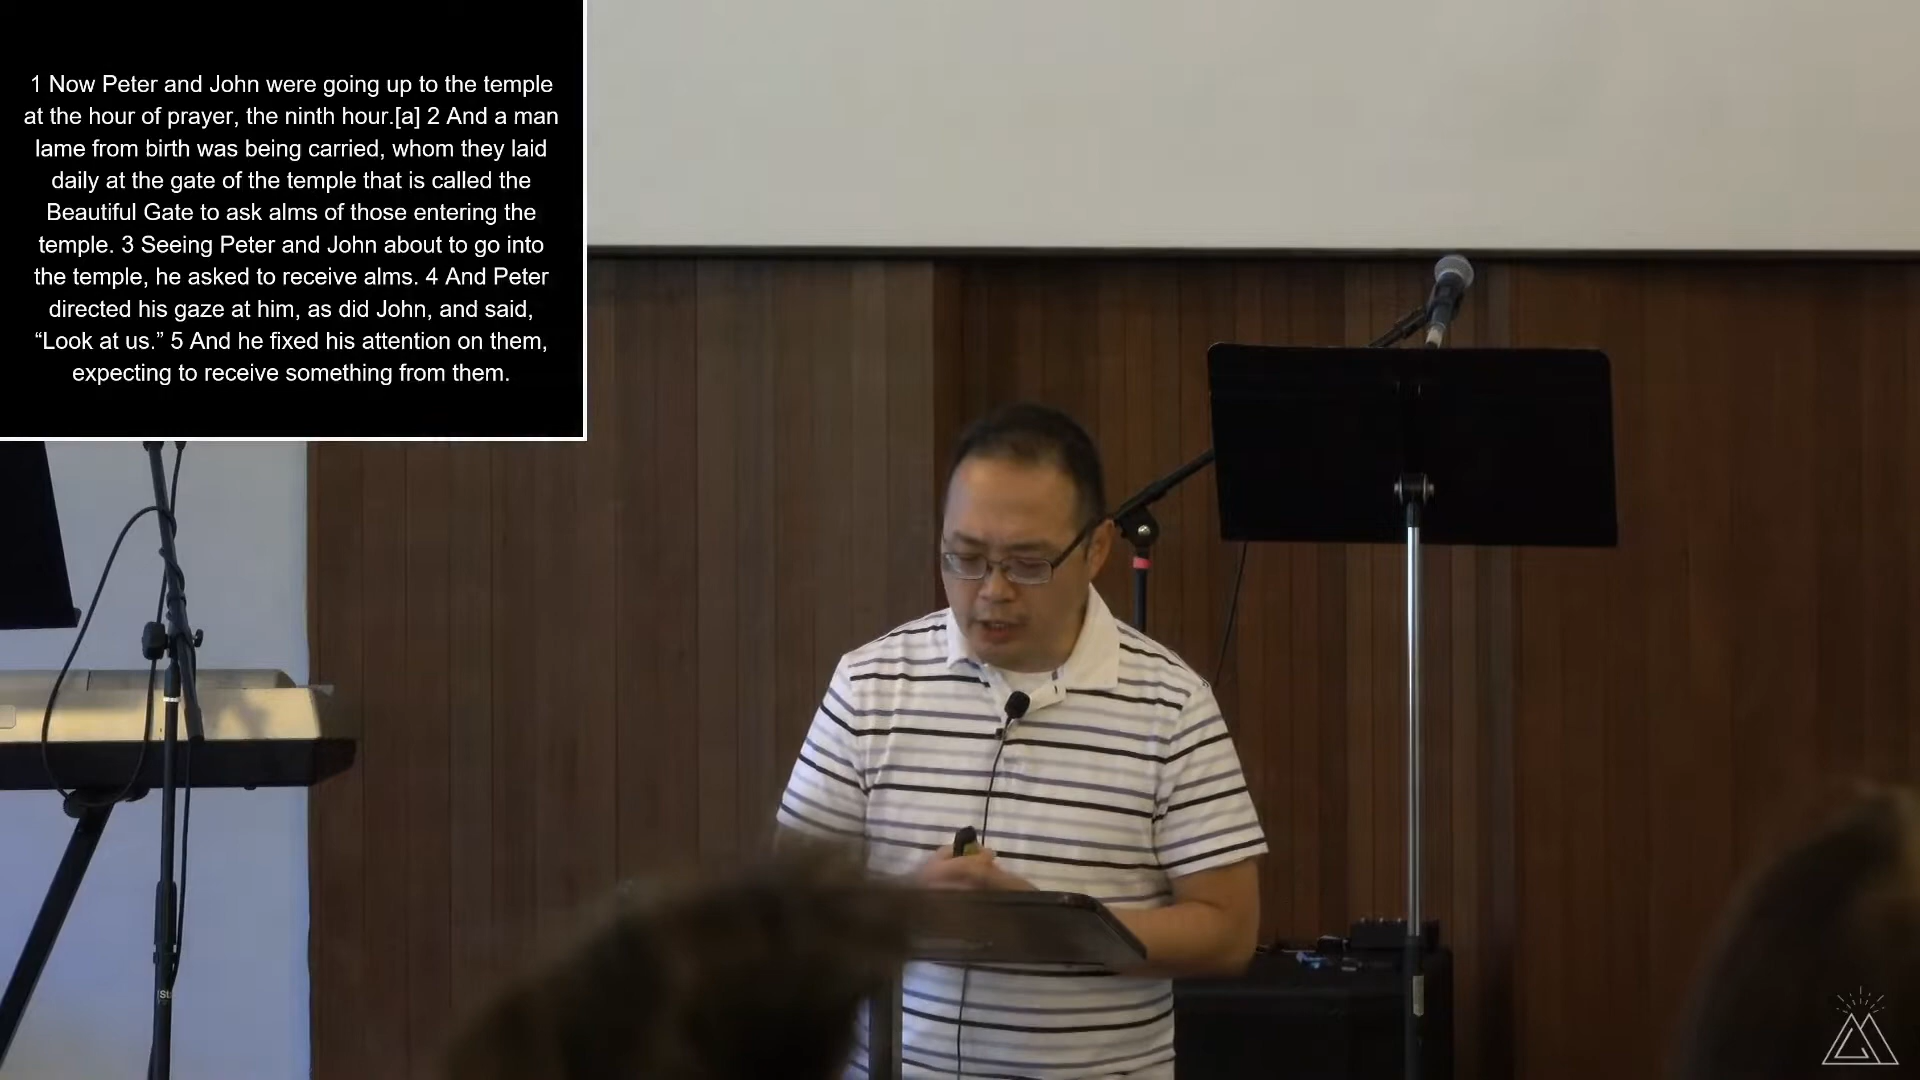 1 Now Peter and John were going up to the temple
at the hour of prayer, the ninth hour.[a] 2 And a man
lame from birth was being carried, whom they laid
daily at the gate of the temple that is called the
Beautiful Gate to ask alms of those entering the
temple. 3 Seeing Peter and John about to go into
the temple, he asked to receive alms. 4 And Peter
directed his gaze at him, as did John, and said,
“Look at us.” 5 And he fixed his attention on them,
expecting to receive something from them.